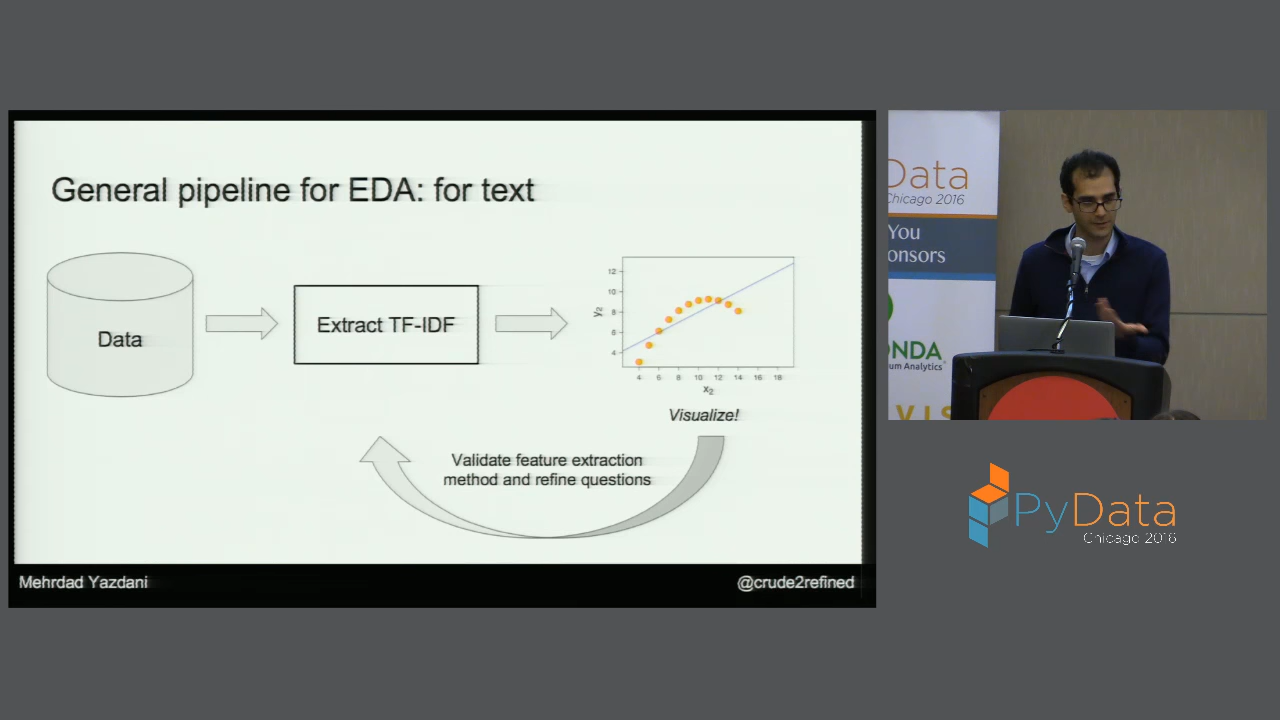 General pipeline for EDA: for text
Data
Extract TF-IDF
12
10
8
6
4
y2
4 6 8 10 12 14 16 18
x2
Visualize!
Validate feature extraction
method and refine questions
Mehrdad Yazdani
@crude2refined
Data
Chicago 2016
You
onsors
NDA
um Analytics
VIS
PyData
Chicago 2016